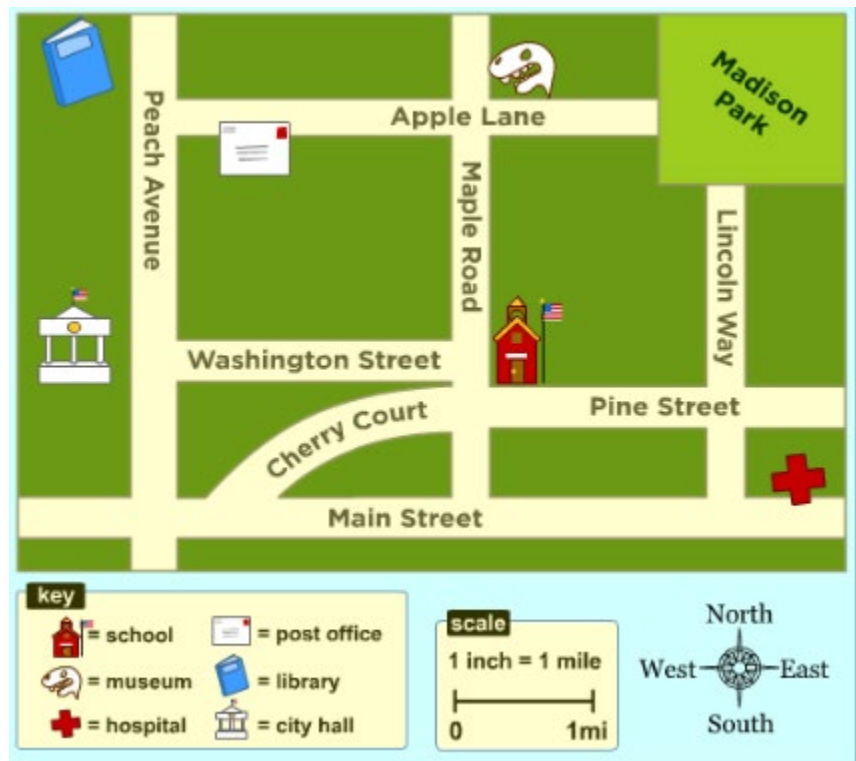 Madison
Park
Peach Avenue
Apple Lane
Maple Road
Lincoln Way
Washington Street
Pine Street
Cherry Court
Main Street
key
= school
= post office
= museum
= library
= hospital
= city hall
scale
1 inch = 1 mile
0 1mi
North
West East
South